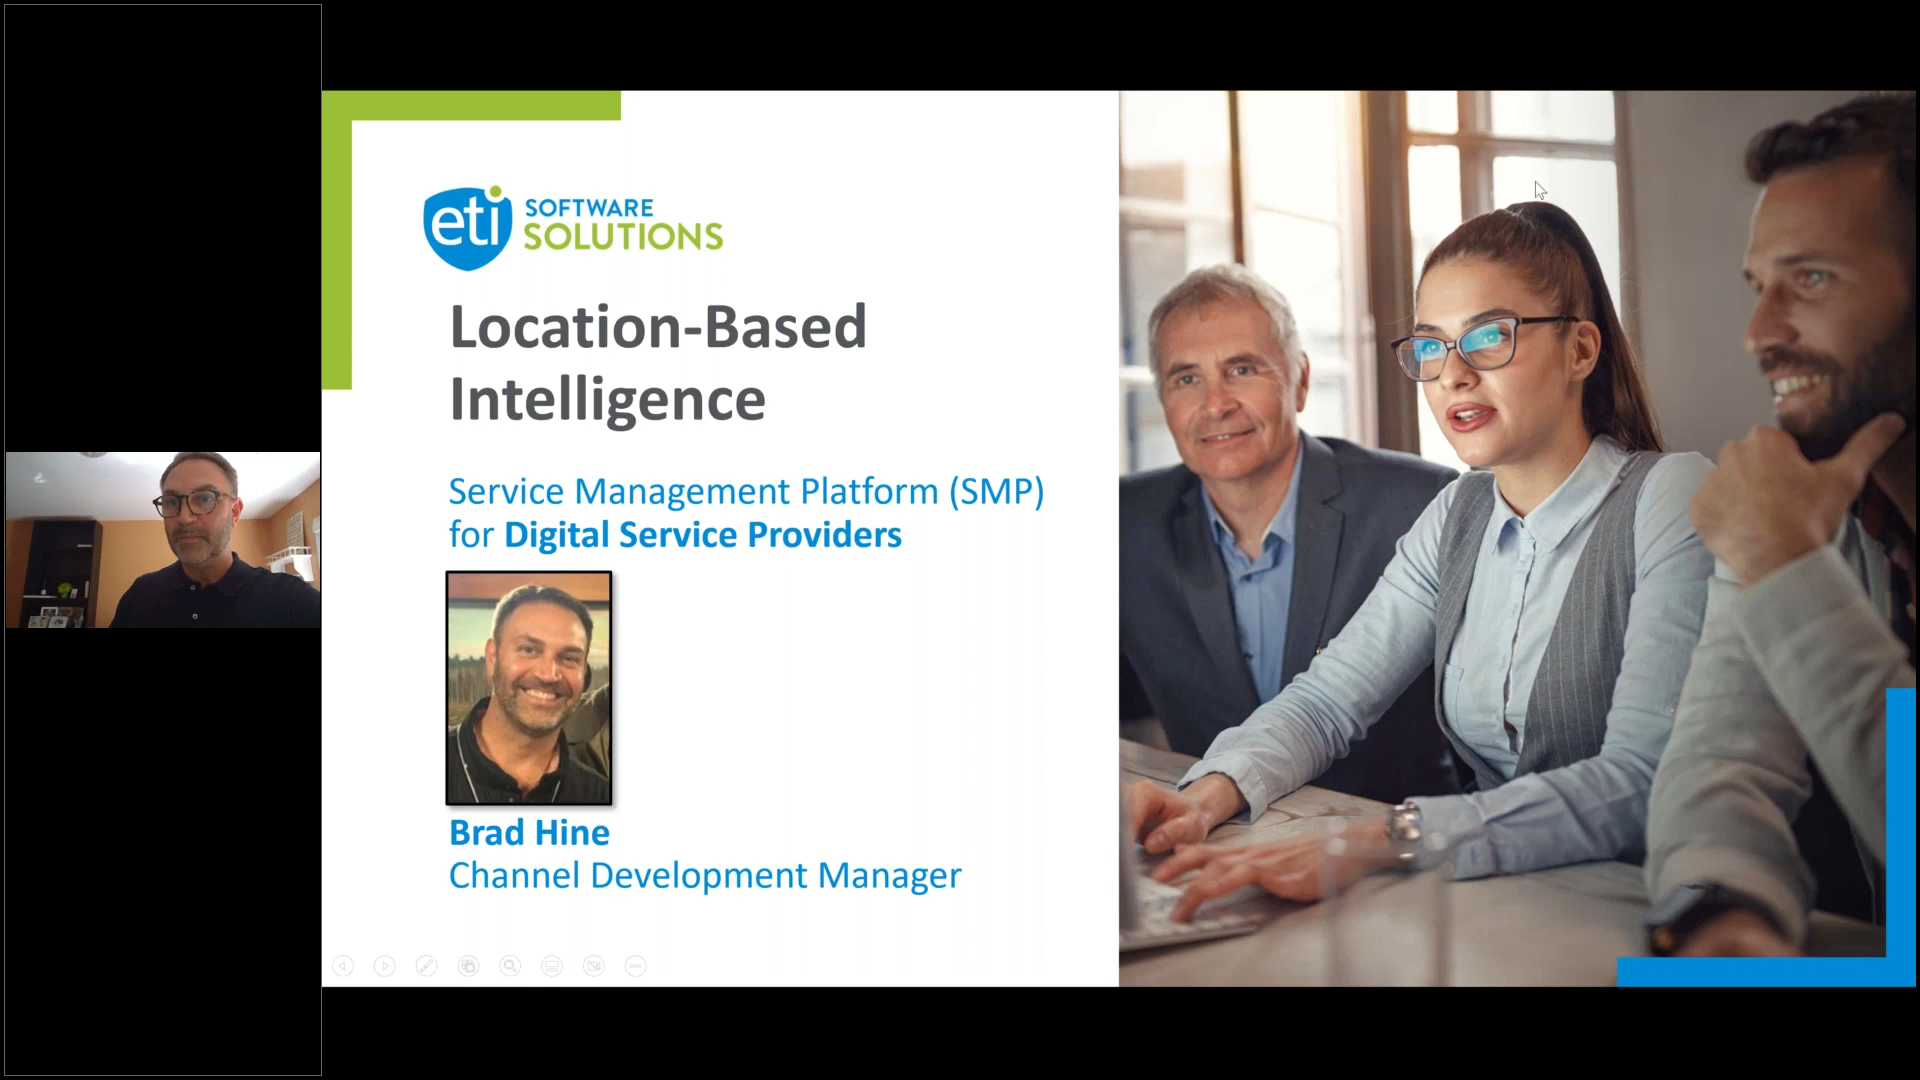 eti SOFTWARE
SOLUTIONS
Location-Based
Intelligence
Service Management Platform (SMP)
for Digital Service Providers
Brad Hine
Channel Development Manager